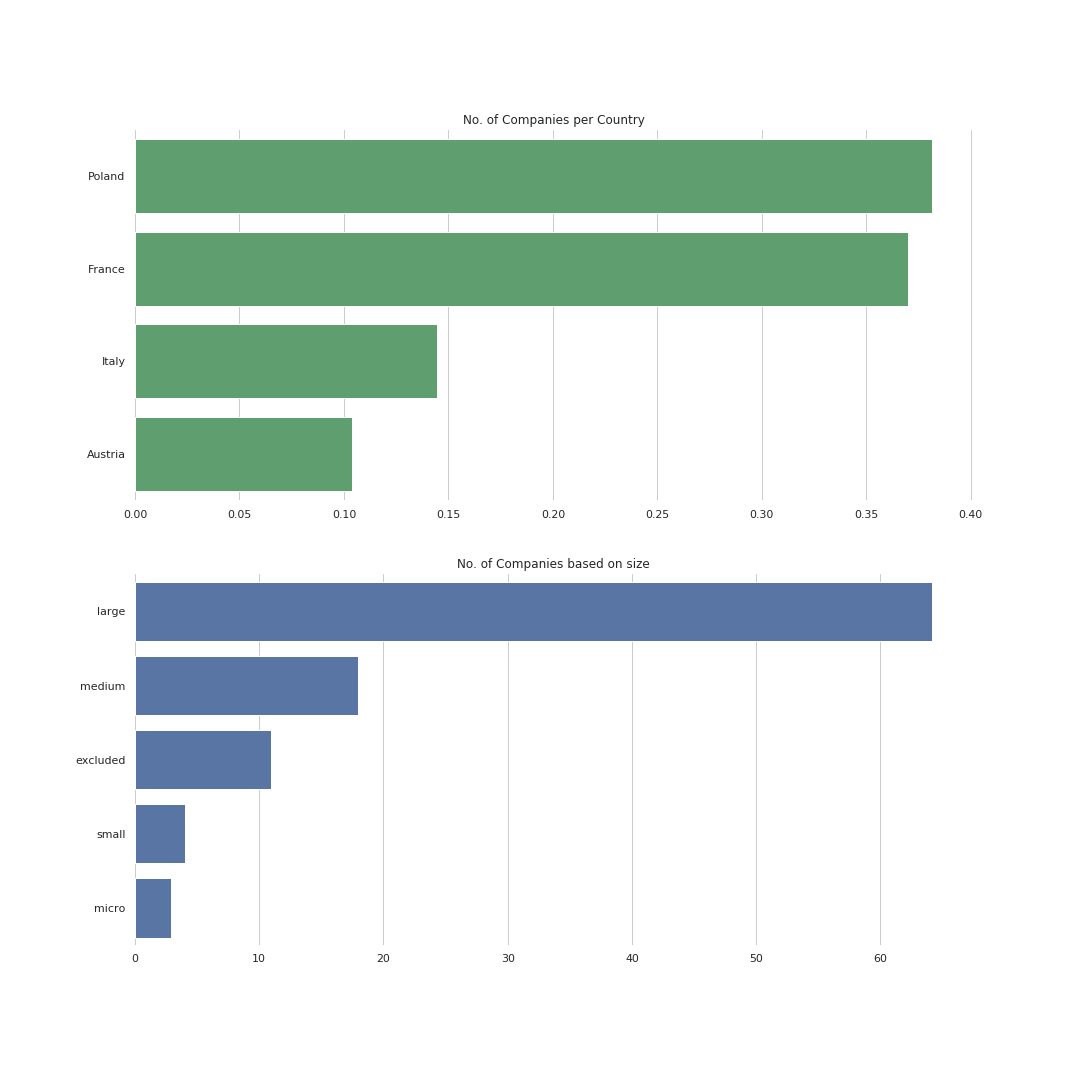 No. of Companies per Country
Poland
France
Italy
Austria
0.00 0.05 0.10 0.15 0.20 0.25 0.30 0.35 0.40
No. of Companies based on size
large
medium
excluded
small
micro
0 10 20 30 40 50 60